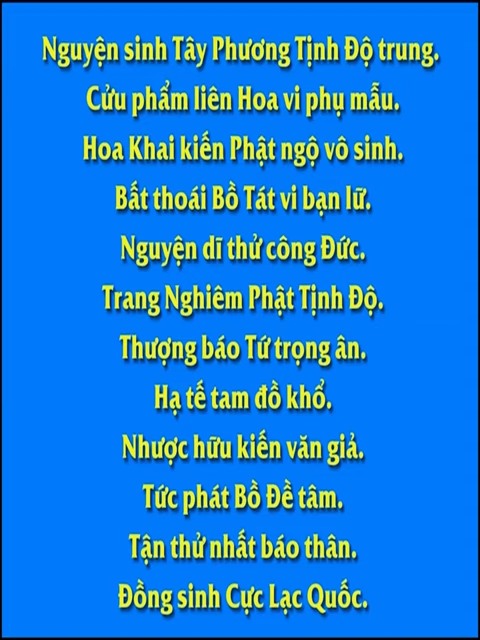 Nguyện sinh Tây Phương Tịnh Độ trung.
Cửu phẩm liên Hoa vi phụ mẫu.
Hoa Khai kiến Phật ngộ vô sinh.
Bất thoái Bồ Tát vi bạn lữ.
Nguyện dĩ thử công Đức.
Trang Nghiêm Phật Tịnh Độ.
Thượng báo Tứ trọng ân.
Hạ tế tam đồ khổ.
Nhược hữu kiến văn giả.
Tức phát Bồ Đề tâm.
Tận thử nhất báo thân.
Đồng sinh Cực Lạc Quốc.